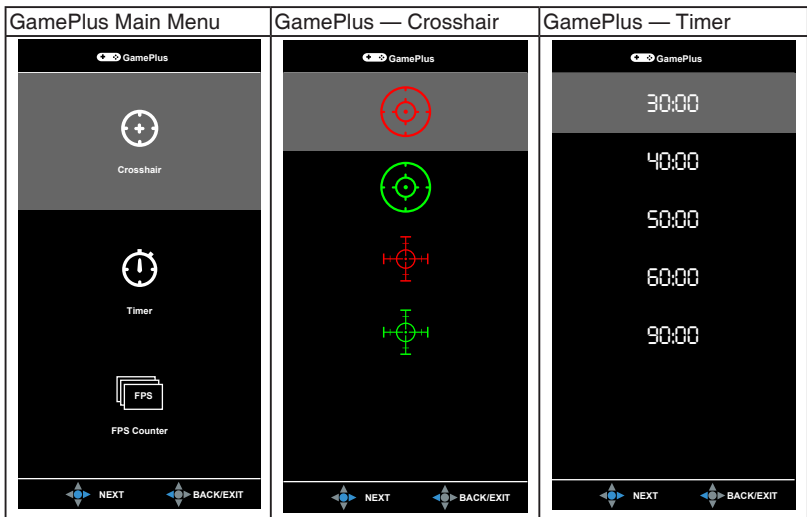 GamePlus Main Menu
GamePlus
Crosshair
Timer
FPS
FPS Counter
NEXT BACK/EXIT
GamePlus — Crosshair
GamePlus
NEXT BACK/EXIT
GamePlus — Timer
GamePlus
30:00
40:00
50:00
60:00
90:00
NEXT BACK/EXIT